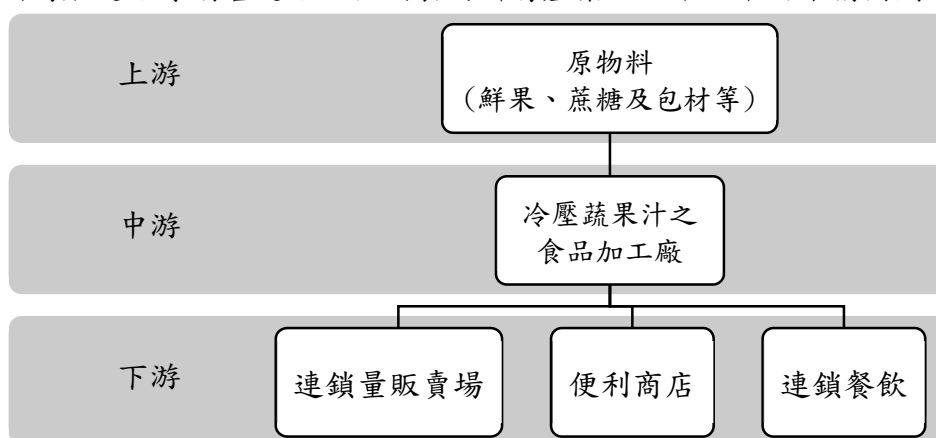 上游
原物料
(鮮果、蔗糖及包材等)
中游
冷壓蔬果汁之
食品加工廠
下游
連鎖量販賣場
便利商店
連鎖餐飲